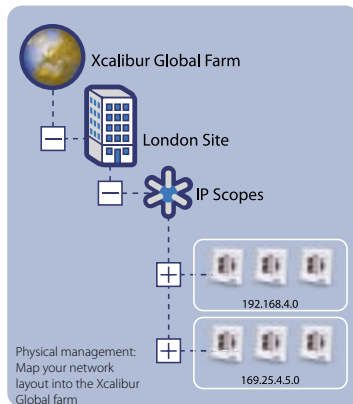 Xcalibur Global Farm
London Site
IP Scopes
192.168.4.0
169.25.4.5.0
Physical management:
Map your network
layout into the Xcalibur
Global farm